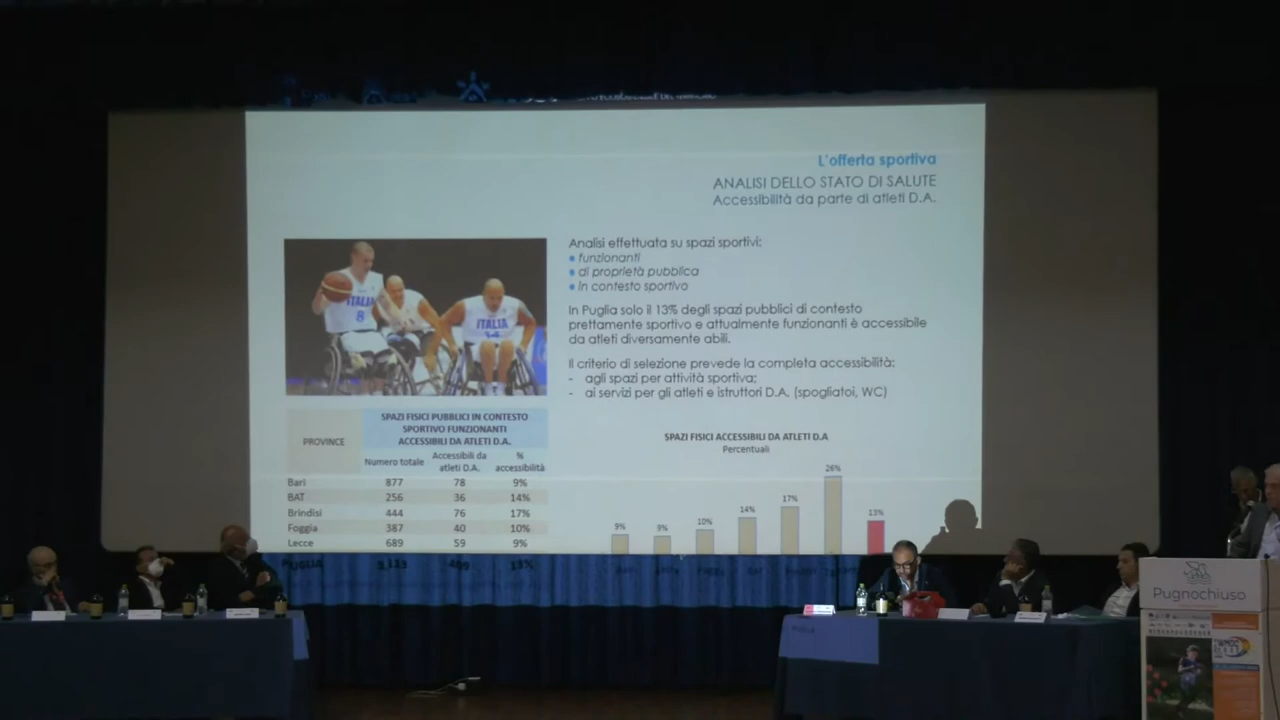 L'offerta sportiva
ANALISI DELLO STATO DI SALUTE
Accessibilità da parte di atleti D.A.
Analisi effettuata su spazi sportivi:
• funzionanti
• di proprietà pubblica
• in contesto sportivo
In Puglia solo il 13% degli spazi pubblici di contesto
prettamente sportivo e attualmente funzionanti è accessibile
da atleti diversamente abili.
Il criterio di selezione prevede la completa accessibilità:
- agli spazi per attività sportiva;
- ai servizi per gli atleti e istruttori D.A. (spogliatoi, WC)
ITALIA
8
ITALIA
PROVINCE
SPAZI FISICI PUBBLICI IN CONTESTO
SPORTIVO FUNZIONANTI
ACCESSIBILI DA ATLETI D.A.
Numero totale
Accessibili da
atleti D.A.
%
accessibilità
Bari 877 78 9%
BAT 256 36 14%
Brindisi 444 76 17%
Foggia 387 40 10%
Lecce 689 59 9%
PUGLIA 3.113 409 13%
SPAZI FISICI ACCESSIBILI DA ATLETI D.A
Percentuali
9% 9% 10% 14% 17% 26% 13%
Pugnochiuso